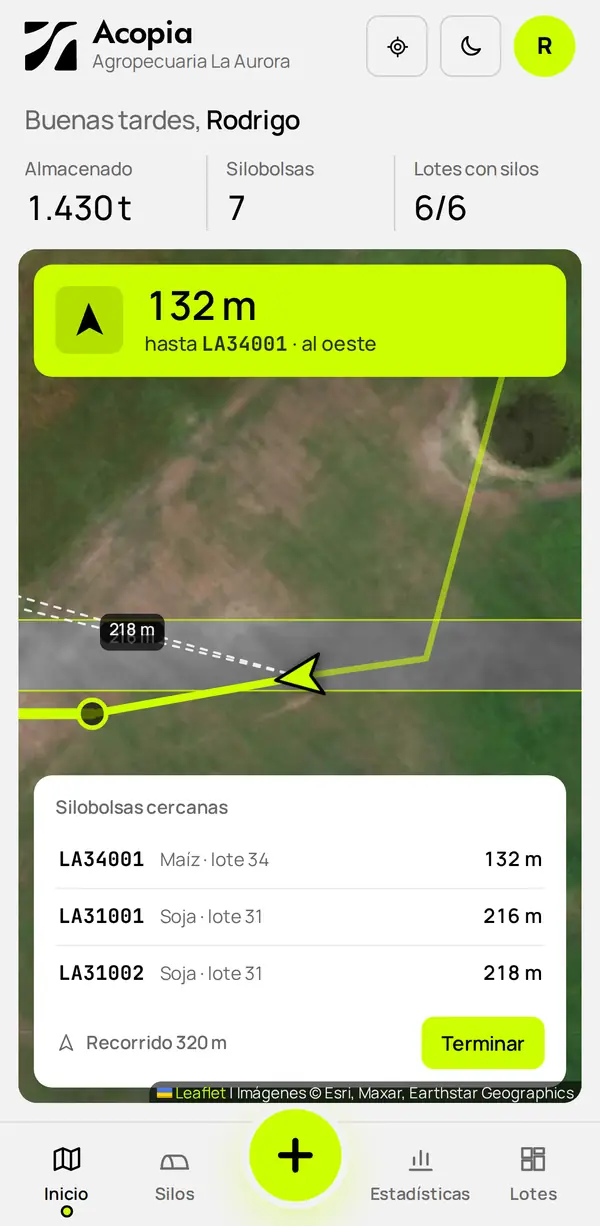 Acopia
Agropecuaria La Aurora
R
Buenas tardes, Rodrigo
Almacenado
Silobolsas
Lotes con silos
1.430 t
7
6/6
132 m
hasta LA34001 · al oeste
218 m
Silobolsas cercanas
LA34001 Maíz · lote 34 132 m
LA31001 Soja · lote 31 216 m
LA31002 Soja · lote 31 218 m
Recorrido 320 m
Terminar
Leaflet | Imágenes © Esri, Maxar, Earthstar Geographics
Inicio
Silos
Estadísticas
Lotes